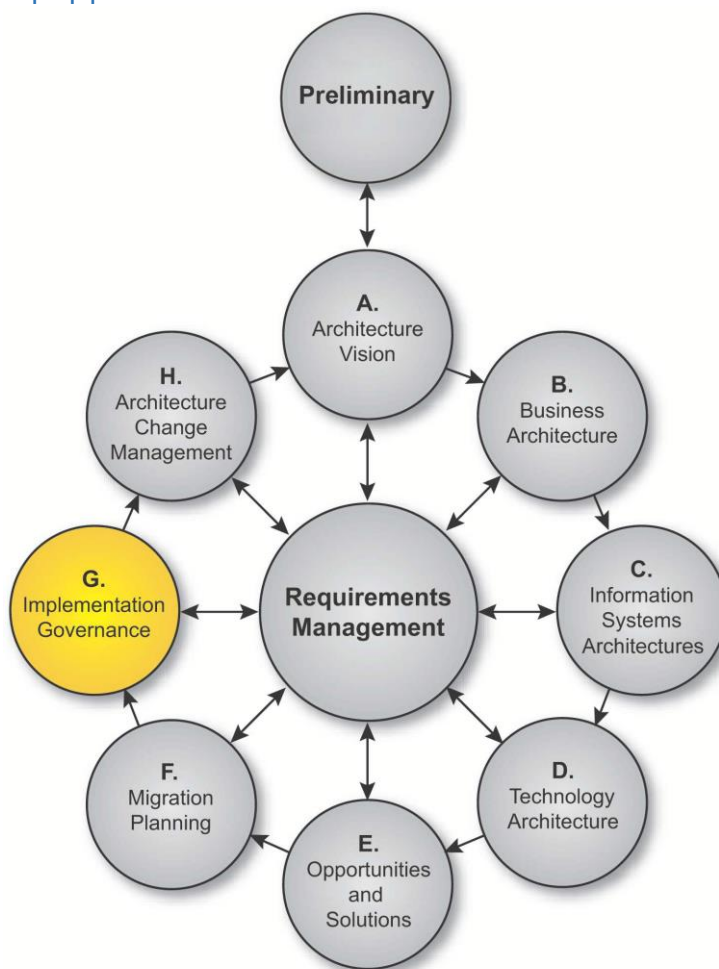 Preliminary
A.
Architecture
Vision
B.
Business
Architecture
C.
Information
Systems
Architectures
D.
Technology
Architecture
E.
Opportunities
and
Solutions
F.
Migration
Planning
G.
Implementation
Governance
H.
Architecture
Change
Management
Requirements
Management